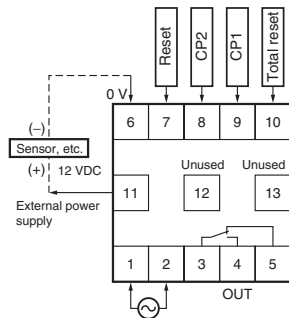 Reset
CP2
CP1
Total reset
0 V
6 7 8 9 10
(–)
Sensor, etc.
(+) 12 VDC
Unused Unused
11 12 13
External power
supply
1 2 3 4 5
OUT